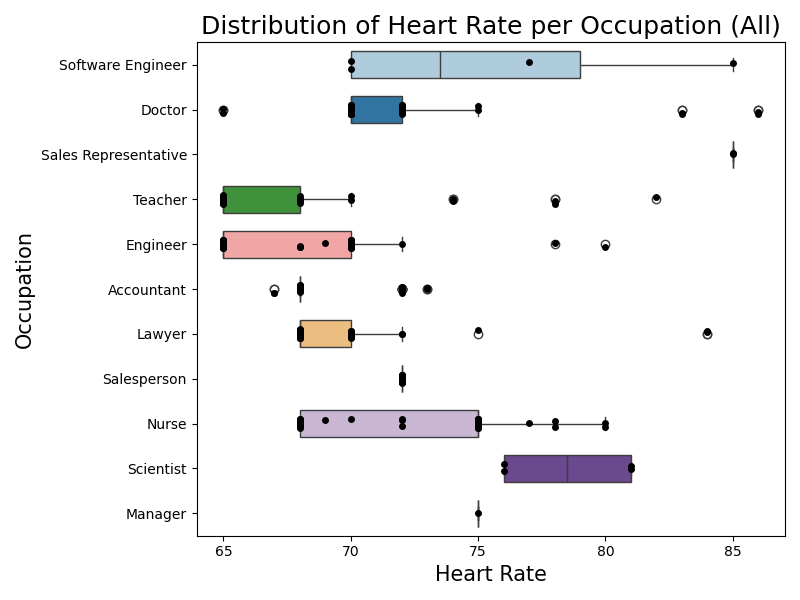 Distribution of Heart Rate per Occupation (All)
Software Engineer
Doctor
Sales Representative
Teacher
Engineer
Accountant
Lawyer
Salesperson
Nurse
Scientist
Manager
Occupation
65 70 75 80 85
Heart Rate